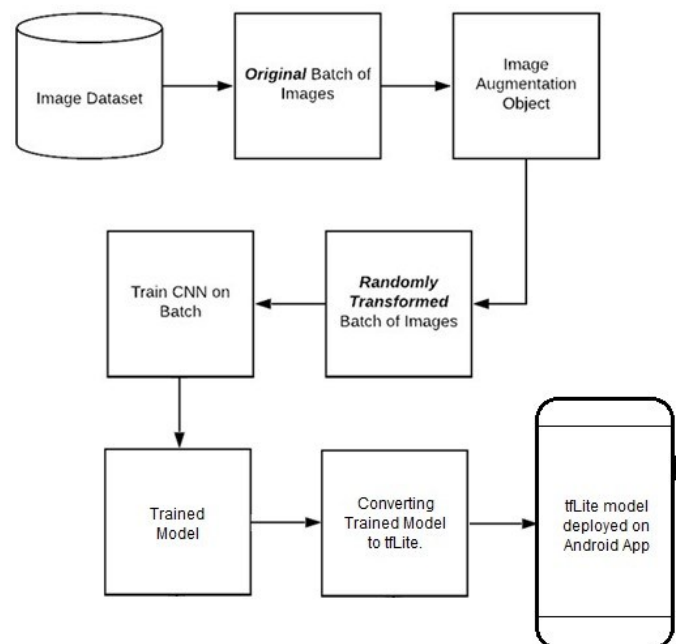 Image Dataset
Original Batch of
Images
Image
Augmentation
Object
Train CNN on
Batch
Randomly
Transformed
Batch of Images
Trained
Model
Converting
Trained Model
to tfLite.
tfLite model
deployed on
Android App